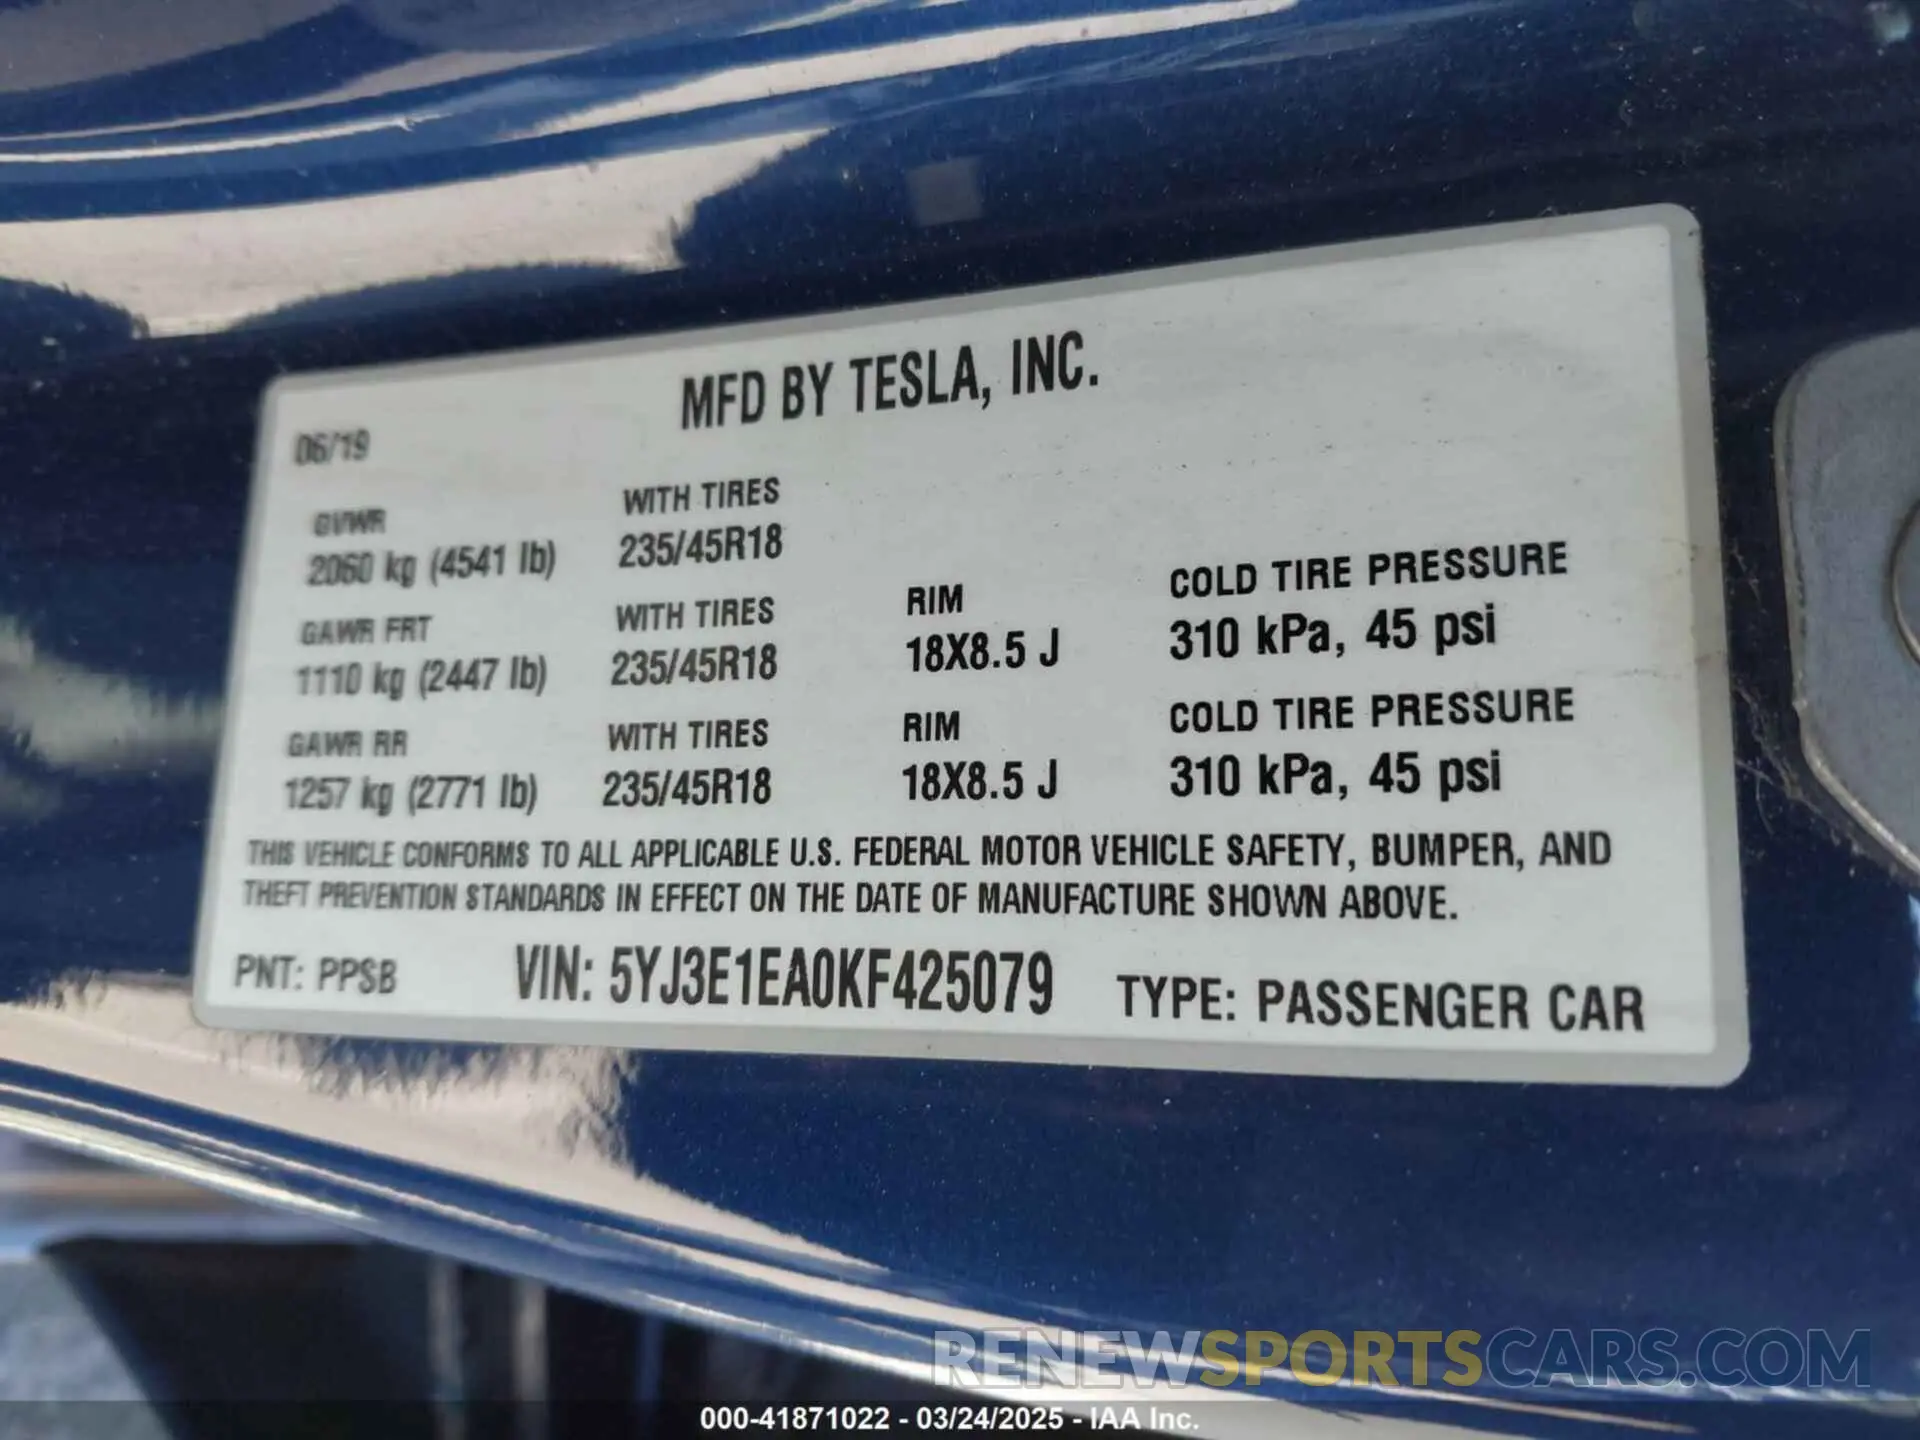 MFD BY TESLA, INC.
06/19
GVWR WITH TIRES
2060 kg (4541 lb) 235/45R18
GAWR FRT WITH TIRES RIM COLD TIRE PRESSURE
1110 kg (2447 lb) 235/45R18 18X8.5 J 310 kPa, 45 psi
GAWR RR WITH TIRES RIM COLD TIRE PRESSURE
1257 kg (2771 lb) 235/45R18 18X8.5 J 310 kPa, 45 psi
THIS VEHICLE CONFORMS TO ALL APPLICABLE U.S. FEDERAL MOTOR VEHICLE SAFETY, BUMPER, AND
THEFT PREVENTION STANDARDS IN EFFECT ON THE DATE OF MANUFACTURE SHOWN ABOVE.
PNT: PPSB VIN: 5YJ3E1EA0KF425079 TYPE: PASSENGER CAR
RENEWSPORTSCARS.COM
000-41871022 - 03/24/2025 - IAA Inc.